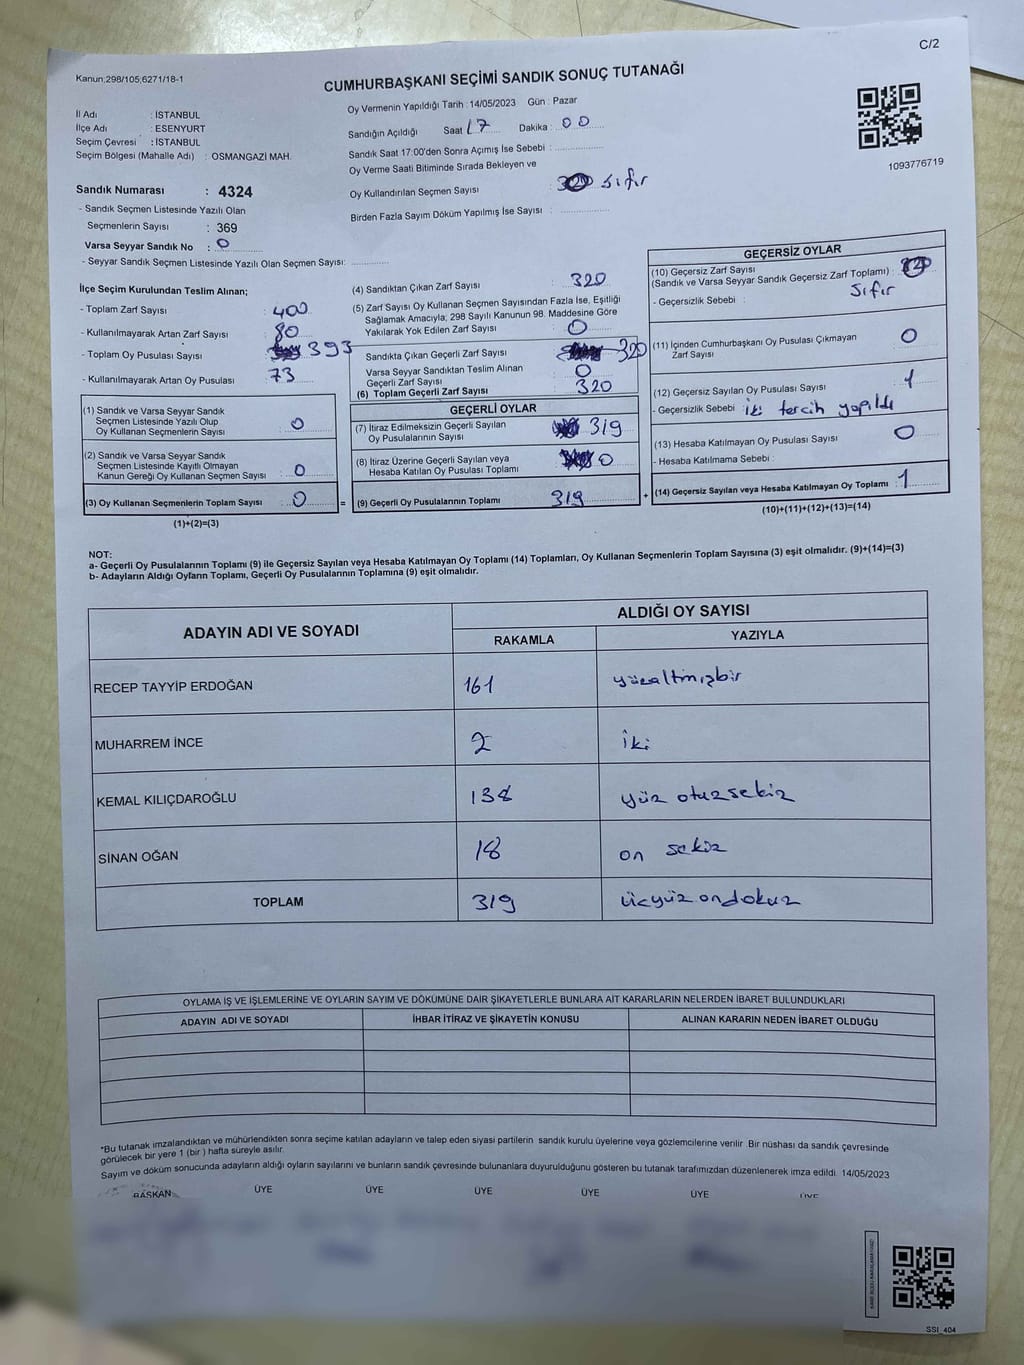 C/2
Kanun;298/105;6271/18-1
CUMHURBAŞKANI SEÇİMİ SANDIK SONUÇ TUTANAĞI
İl Adı : İSTANBUL
İlçe Adı : ESENYURT
Seçim Çevresi : İSTANBUL
Seçim Bölgesi (Mahalle Adı) : OSMANGAZİ MAH.
Sandık Numarası : 4324
- Sandık Seçmen Listesinde Yazılı Olan
Seçmenlerin Sayısı : 369
Varsa Seyyar Sandık No : 0
- Seyyar Sandık Seçmen Listesinde Yazılı Olan Seçmen Sayısı:
Oy Vermenin Yapıldığı Tarih : 14/05/2023 Gün : Pazar
Sandığın Açıldığı Saat 17 Dakika : 00
Sandık Saat 17:00'den Sonra Açımış İse Sebebi :
Oy Verme Saati Bitiminde Sırada Bekleyen ve
Oy Kullandırılan Seçmen Sayısı : sıfır
Birden Fazla Sayım Döküm Yapılmış İse Sayısı :
1093776719
İlçe Seçim Kurulundan Teslim Alınan;
- Toplam Zarf Sayısı : 400
- Kullanılmayarak Artan Zarf Sayısı : 80
- Toplam Oy Pusulası Sayısı : 393
- Kullanılmayarak Artan Oy Pusulası : 73
(4) Sandıktan Çıkan Zarf Sayısı : 320
(5) Zarf Sayısı Oy Kullanan Seçmen Sayısından Fazla İse, Eşitliği
Sağlamak Amacıyla; 298 Sayılı Kanunun 98. Maddesine Göre
Yakılarak Yok Edilen Zarf Sayısı : 0
Sandıkta Çıkan Geçerli Zarf Sayısı : 320
Varsa Seyyar Sandıktan Teslim Alınan
Geçerli Zarf Sayısı : 0
(6) Toplam Geçerli Zarf Sayısı : 320
GEÇERSİZ OYLAR
(10) Geçersiz Zarf Sayısı
(Sandık ve Varsa Seyyar Sandık Geçersiz Zarf Toplamı) :
- Geçersizlik Sebebi : Sıfır
(11) İçinden Cumhurbaşkanı Oy Pusulası Çıkmayan
Zarf Sayısı : 0
(12) Geçersiz Sayılan Oy Pusulası Sayısı : 1
- Geçersizlik Sebebi : iki tercih yapıldı
(13) Hesaba Katılmayan Oy Pusulası Sayısı : 0
- Hesaba Katılmama Sebebi :
(14) Geçersiz Sayılan veya Hesaba Katılmayan Oy Toplamı : 1
(10)+(11)+(12)+(13)=(14)
(1) Sandık ve Varsa Seyyar Sandık
Seçmen Listesinde Yazılı Olup
Oy Kullanan Seçmenlerin Sayısı : 0
(2) Sandık ve Varsa Seyyar Sandık
Seçmen Listesinde Kayıtlı Olmayan
Kanun Gereği Oy Kullanan Seçmen Sayısı : 0
(3) Oy Kullanan Seçmenlerin Toplam Sayısı : 0 =
(1)+(2)=(3)
GEÇERLİ OYLAR
(7) İtiraz Edilmeksizin Geçerli Sayılan
Oy Pusulalarının Sayısı : 319
(8) İtiraz Üzerine Geçerli Sayılan veya
Hesaba Katılan Oy Pusulası Toplamı : 0
(9) Geçerli Oy Pusulalarının Toplamı : 319 +
NOT:
a- Geçerli Oy Pusulalarının Toplamı (9) ile Geçersiz Sayılan veya Hesaba Katılmayan Oy Toplamı (14) Toplamları, Oy Kullanan Seçmenlerin Toplam Sayısına (3) eşit olmalıdır. (9)+(14)=(3)
b- Adayların Aldığı Oyların Toplamı, Geçerli Oy Pusulalarının Toplamına (9) eşit olmalıdır.
ADAYIN ADI VE SOYADI
ALDIĞI OY SAYISI
RAKAMLA YAZIYLA
RECEP TAYYİP ERDOĞAN 161 yüzaltmışbir
MUHARREM İNCE 2 iki
KEMAL KILIÇDAROĞLU 138 yüz otuzsekiz
SİNAN OĞAN 18 on sekiz
TOPLAM 319 üçyüz ondokuz
OYLAMA İŞ VE İŞLEMLERİNE VE OYLARIN SAYIM VE DÖKÜMÜNE DAİR ŞİKAYETLERLE BUNLARA AİT KARARLARIN NELERDEN İBARET BULUNDUKLARI
ADAYIN ADI VE SOYADI İHBAR İTİRAZ VE ŞİKAYETİN KONUSU ALINAN KARARIN NEDEN İBARET OLDUĞU
*Bu tutanak imzalandıktan ve mühürlendikten sonra seçime katılan adayların ve talep eden siyasi partilerin sandık kurulu üyelerine veya gözlemcilerine verilir. Bir nüshası da sandık çevresinde
görülecek bir yere 1 (bir ) hafta süreyle asılır.
Sayım ve döküm sonucunda adayların aldığı oyların sayılarını ve bunların sandık çevresinde bulunanlara duyurulduğunu gösteren bu tutanak tarafımızdan düzenlenerek imza edildi. 14/05/2023
BAŞKAN ÜYE ÜYE ÜYE ÜYE ÜYE ÜYE
SSI_404